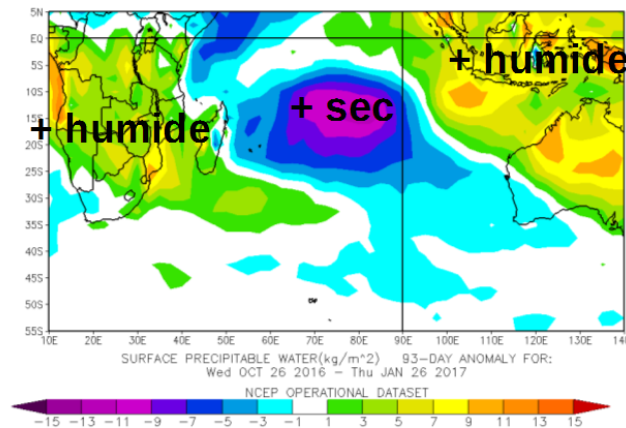 5N
EQ
5S
10S
15S
20S
25S
30S
35S
40S
45S
50S
55S
+ humide
+ sec
+ humide
10E 20E 30E 40E 50E 60E 70E 80E 90E 100E 110E 120E 130E
SURFACE PRECIPITABLE WATER(kg/m^2) 93-DAY ANOMALY FOR:
Wed OCT 26 2016 - Thu JAN 26 2017
NCEP OPERATIONAL DATASET
-15 -13 -11 -9 -7 -5 -3 -1 1 3 5 7 9 11 13 15